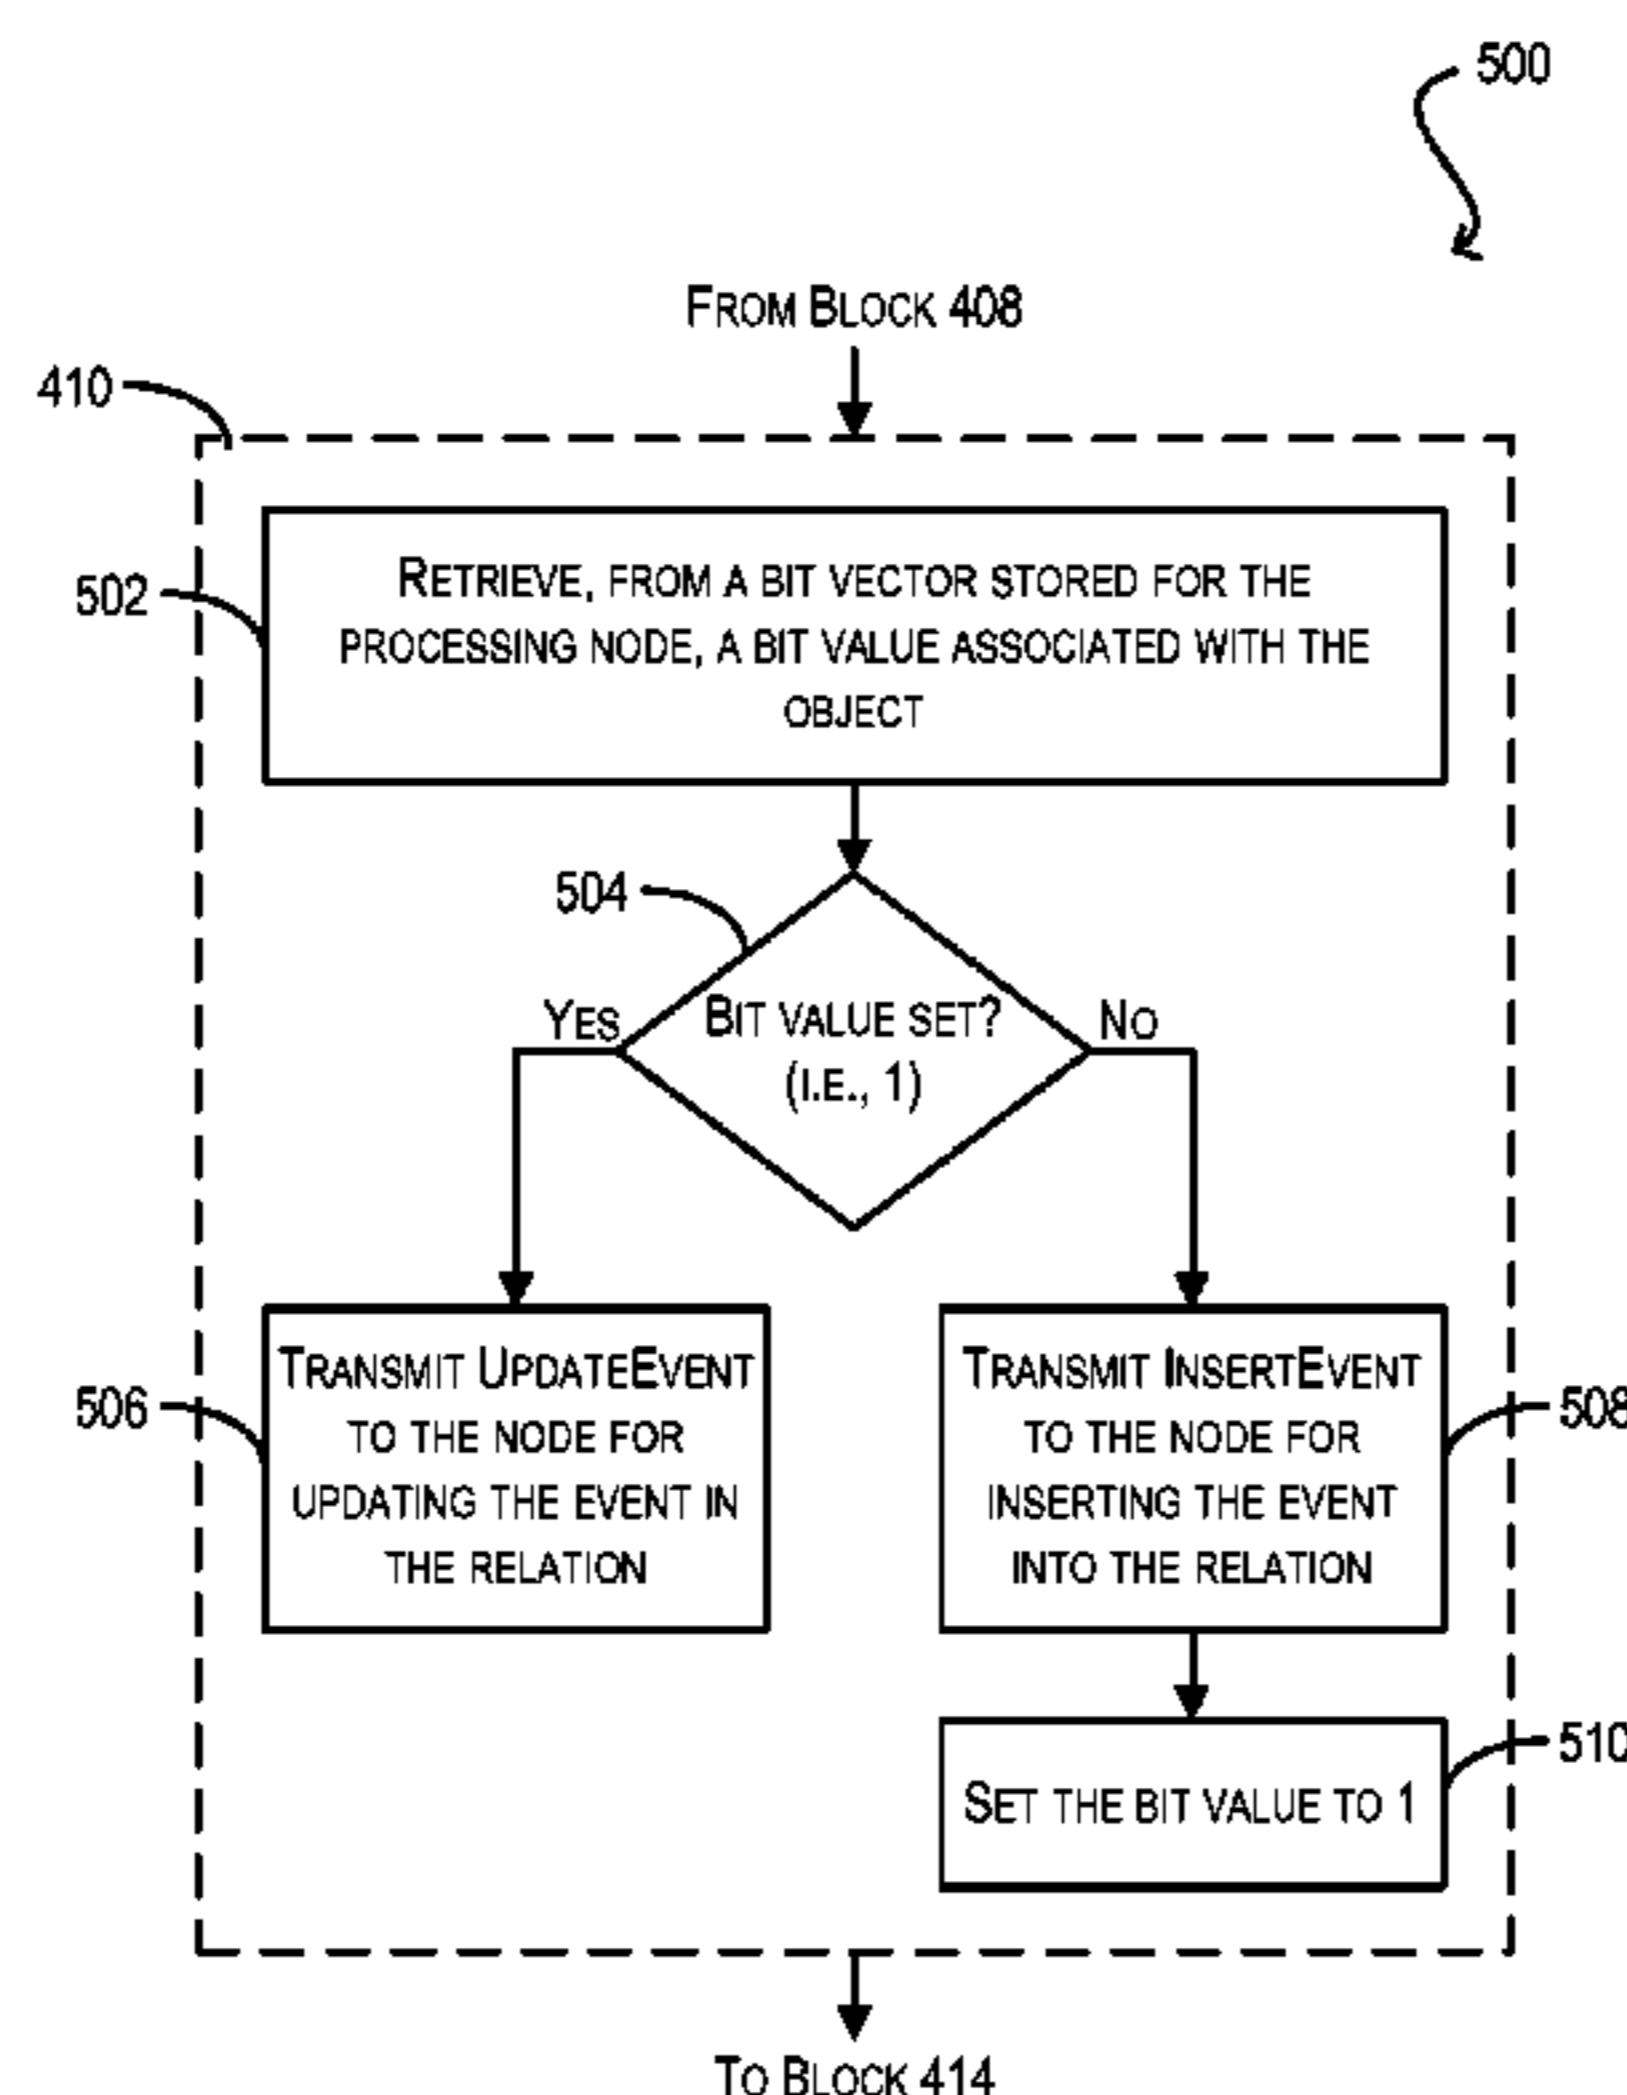 500
FROM BLOCK 408
410
502
RETRIEVE, FROM A BIT VECTOR STORED FOR THE
PROCESSING NODE, A BIT VALUE ASSOCIATED WITH THE
OBJECT
504
YES
BIT VALUE SET?
(I.E., 1)
NO
506
TRANSMIT UPDATEEVENT
TO THE NODE FOR
UPDATING THE EVENT IN
THE RELATION
TRANSMIT INSERTEVENT
TO THE NODE FOR
INSERTING THE EVENT
INTO THE RELATION
508
SET THE BIT VALUE TO 1
510
TO BLOCK 414